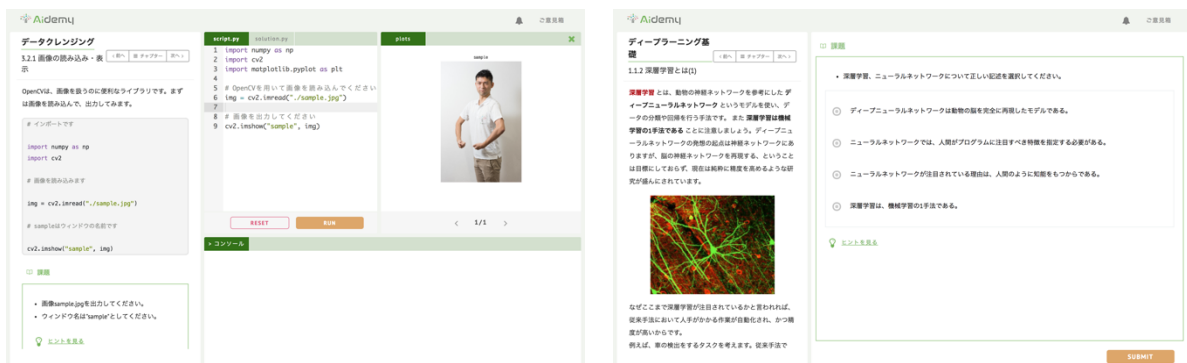 Aidemy
ご意見箱
データクレンジング
3.2.1 画像の読み込み・表
示
‹ 前へ
チャプター
次へ ›
OpenCVは、画像を扱うのに便利なライブラリです。まず
は画像を読み込んで、出力してみます。
# インポートです
import numpy as np
import cv2
# 画像を読み込みます
img = cv2.imread("./sample.jpg")
# sampleはウィンドウの名前です
cv2.imshow("sample", img)
課題
• 画像sample.jpgを出力してください。
• ウィンドウ名は"sample"としてください。
ヒントを見る
script.py
solution.py
1 import numpy as np
2 import cv2
3 import matplotlib.pyplot as plt
4
5 # OpenCVを用いて画像を読み込んでください
6 img = cv2.imread("./sample.jpg")
7
8 # 画像を出力してください
9 cv2.imshow("sample", img)
RESET
RUN
plots
sample
‹ 1/1 ›
> コンソール
Aidemy
ご意見箱
ディープラーニング基
礎
‹ 前へ
チャプター
次へ ›
1.1.2 深層学習とは(1)
深層学習 とは、動物の神経ネットワークを参考にした デ
ィープニューラルネットワーク というモデルを使い、デ
ータの分類や回帰を行う手法です。 また 深層学習は機械
学習の1手法である ことに注意しましょう。ディープニュ
ーラルネットワークの発想の起点は神経ネットワークにあ
りますが、脳の神経ネットワークを再現する、ということ
は目標にしておらず、現在は純粋に精度を高めるような研
究が盛んにされています。
なぜここまで深層学習が注目されているかと言われれば、
従来手法において人手がかかる作業が自動化され、かつ精
度が高いからです。
例えば、車の検出をするタスクを考えます。従来手法で
課題
• 深層学習、ニューラルネットワークについて正しい記述を選択してください。
ディープニューラルネットワークは動物の脳を完全に再現したモデルである。
ニューラルネットワークでは、人間がプログラムに注目すべき特徴を指定する必要がある。
ニューラルネットワークが注目されている理由は、人間のように知能をもつからである。
深層学習は、機械学習の1手法である。
ヒントを見る
SUBMIT